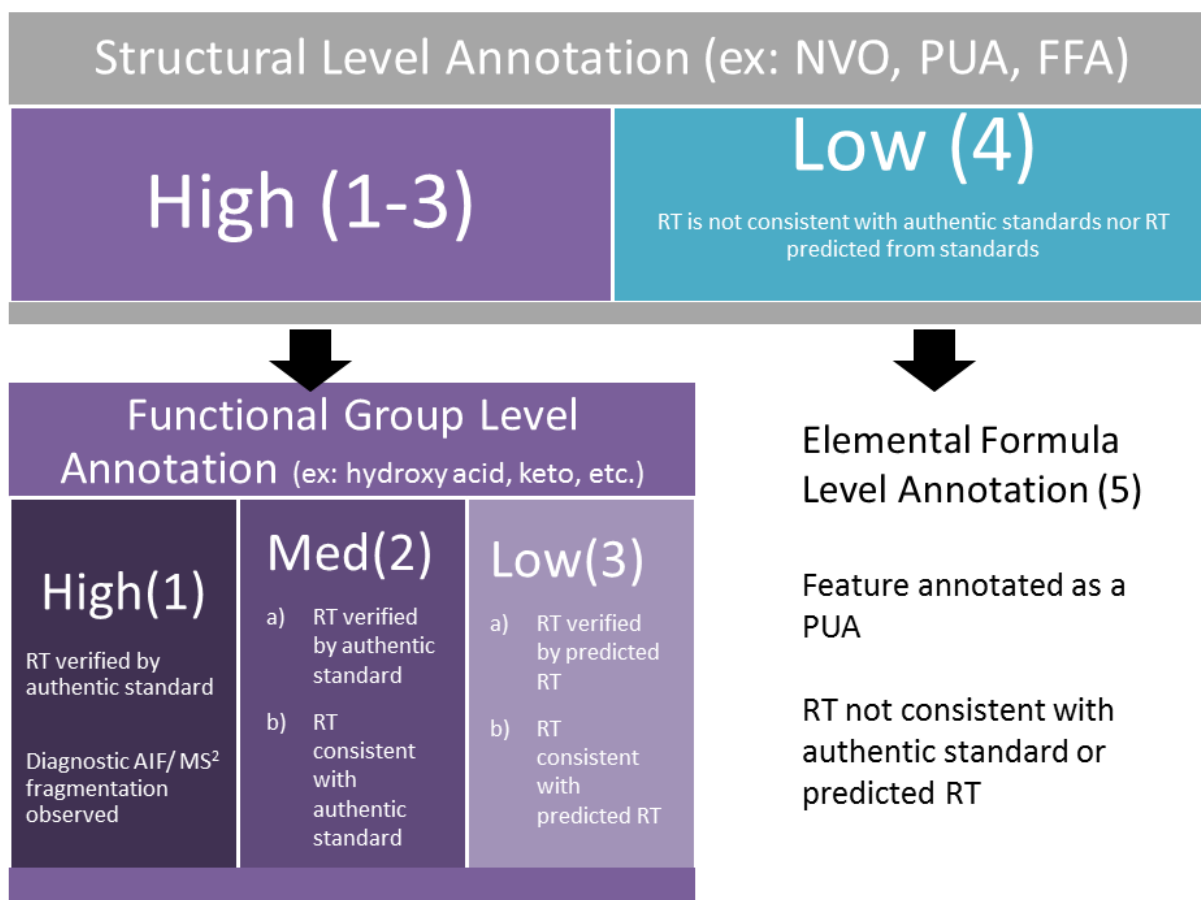 Structural Level Annotation (ex: NVO, PUA, FFA)
High (1-3)
Low (4)
RT is not consistent with authentic standards nor RT
predicted from standards
Functional Group Level
Annotation (ex: hydroxy acid, keto, etc.)
High(1)
RT verified by
authentic standard
Diagnostic AIF/ MS²
fragmentation
observed
Med(2)
a) RT verified
by authentic
standard
b) RT
consistent
with
authentic
standard
Low(3)
a) RT verified
by predicted
RT
b) RT
consistent
with
predicted RT
Elemental Formula
Level Annotation (5)
Feature annotated as a
PUA
RT not consistent with
authentic standard or
predicted RT